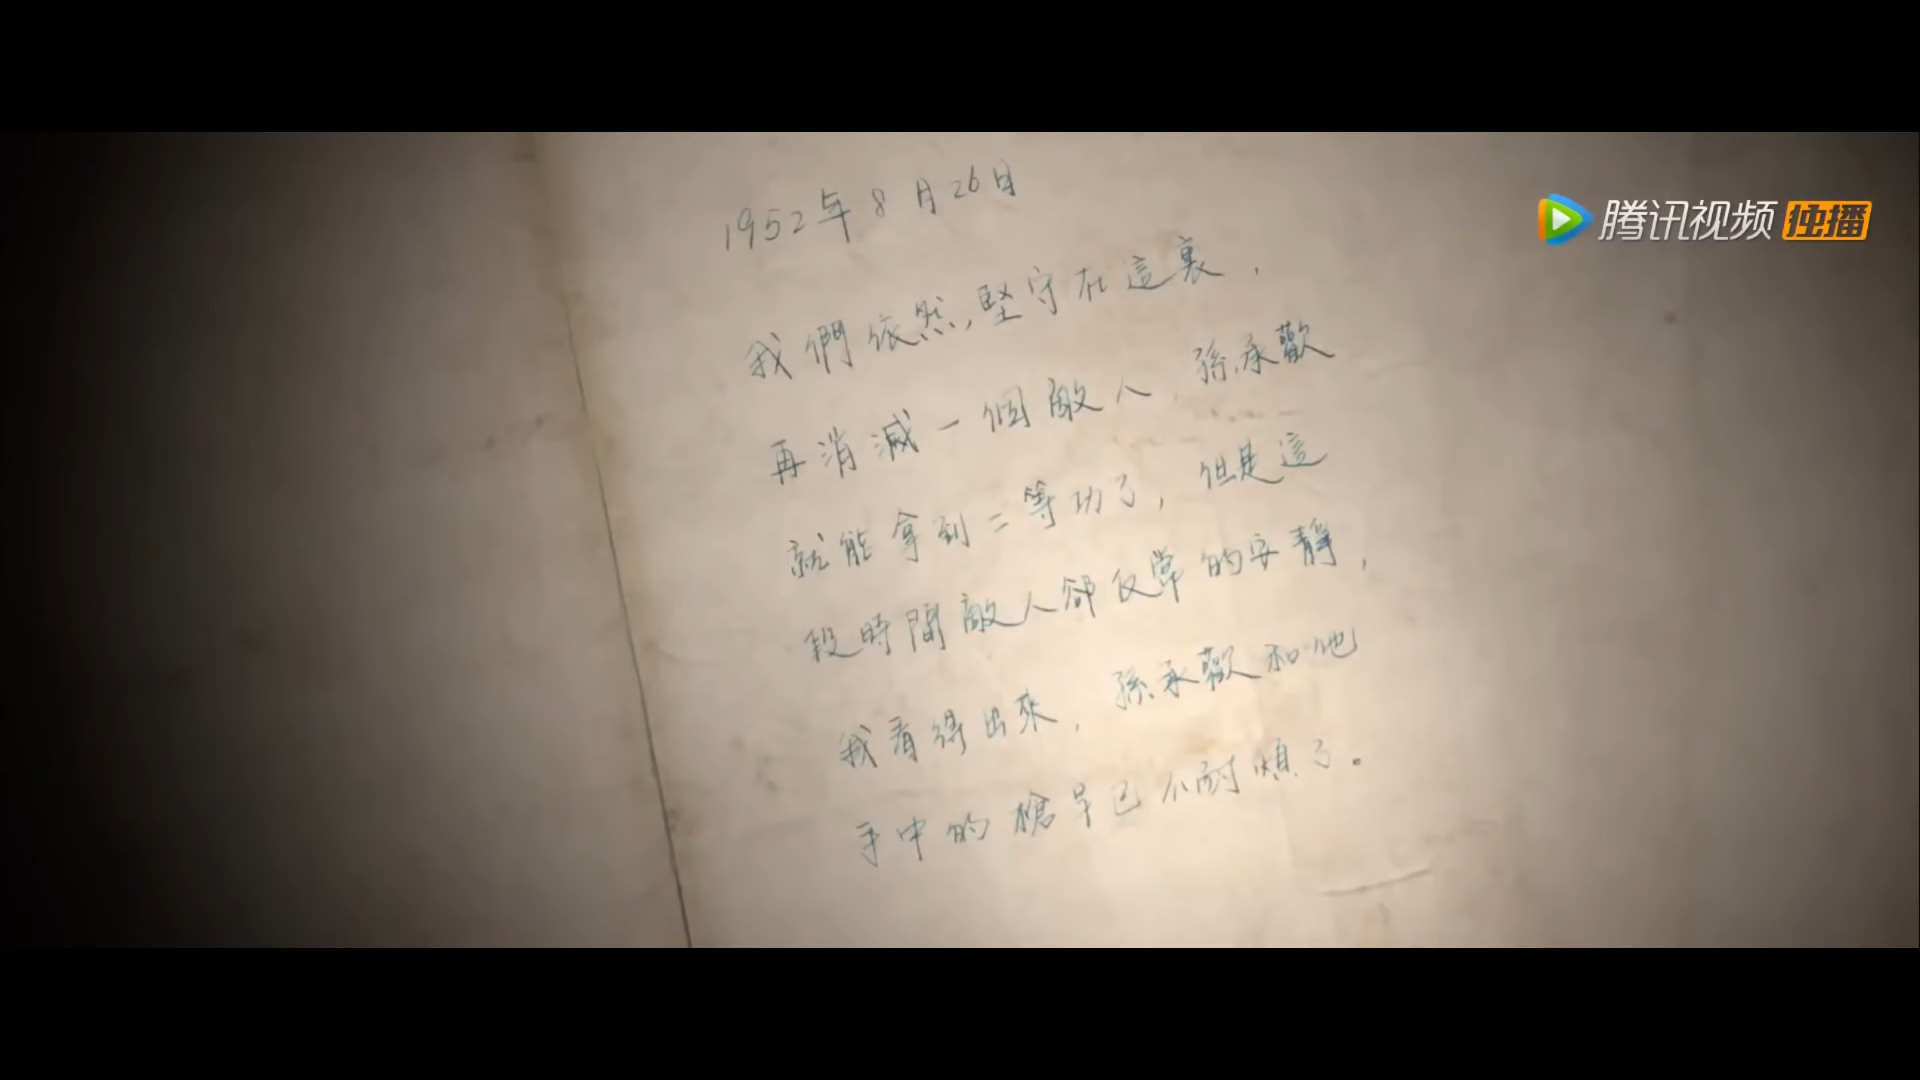 1952年8月26日
腾讯视频 独播
我們依然,堅守在這裏,
再消滅一個敵人,孫承歡
就能拿到二等功了,但是這
段時間敵人卻反常的安靜,
我看得出來,孫承歡和他
手中的槍早已不耐煩了。